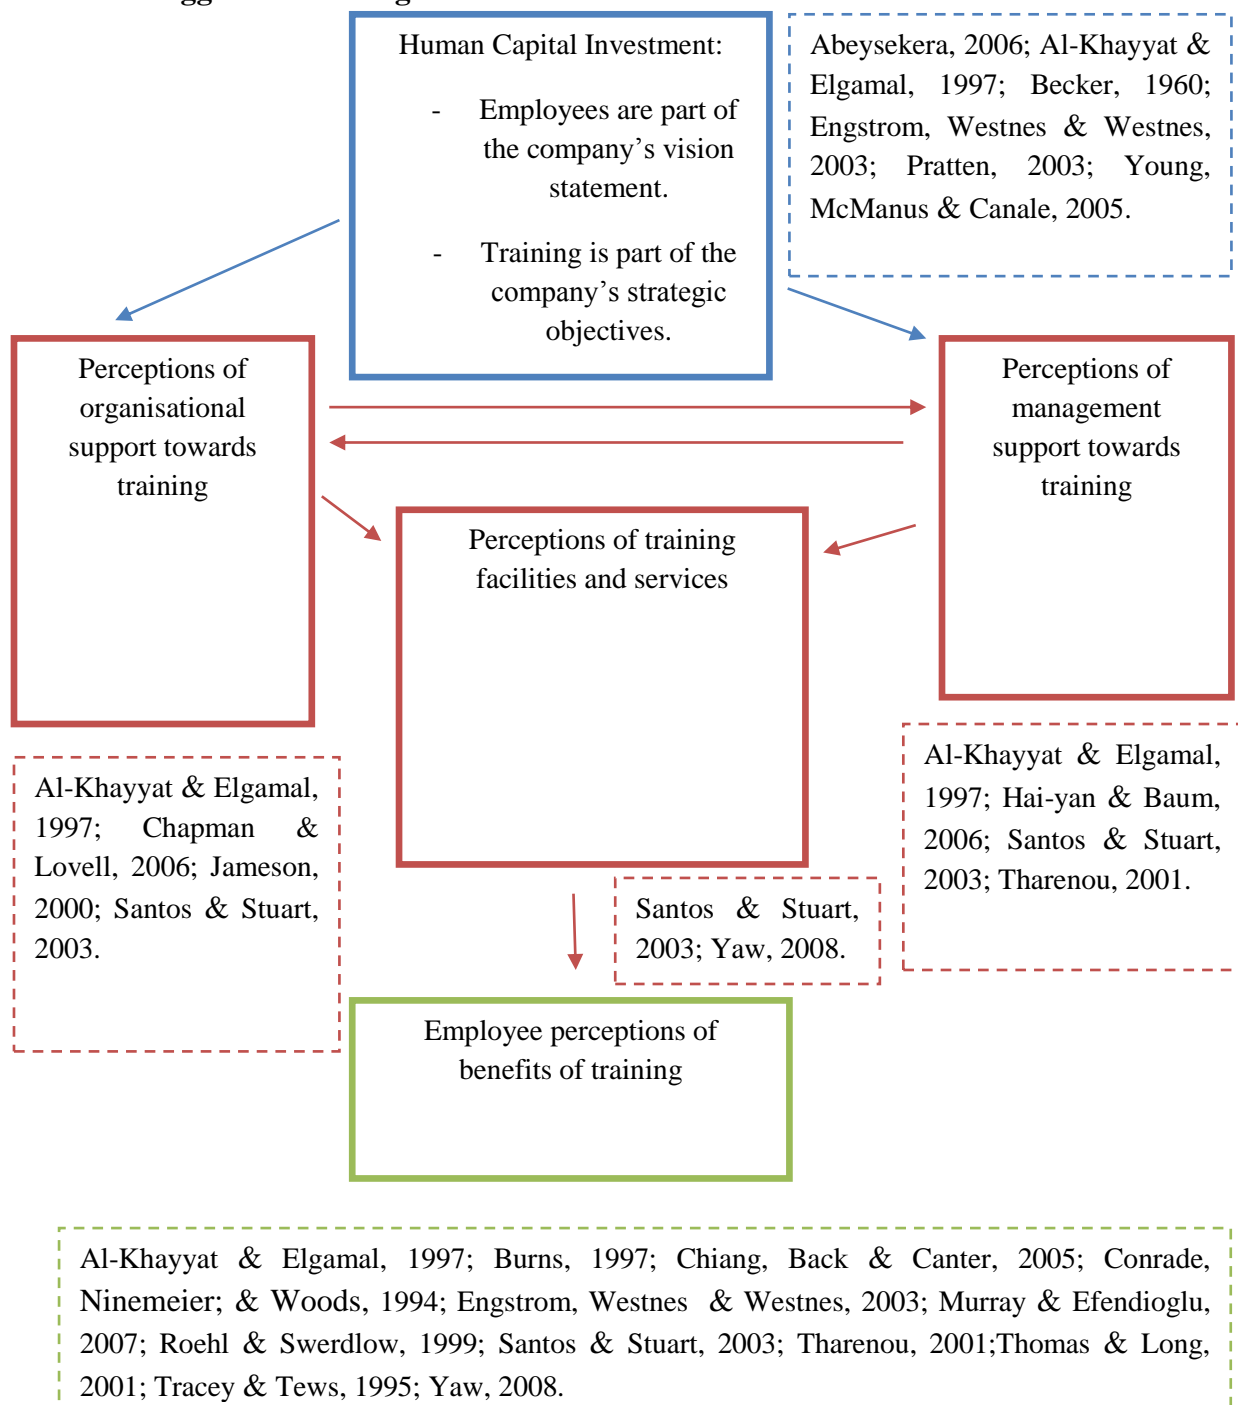 Human Capital Investment:
- Employees are part of
the company’s vision
statement.
- Training is part of the
company’s strategic
objectives.
Abeysekera, 2006; Al-Khayyat &
Elgamal, 1997; Becker, 1960;
Engstrom, Westnes & Westnes,
2003; Pratten, 2003; Young,
McManus & Canale, 2005.
Perceptions of
organisational
support towards
training
Perceptions of
management
support towards
training
Perceptions of training
facilities and services
Al-Khayyat & Elgamal,
1997; Chapman &
Lovell, 2006; Jameson,
2000; Santos & Stuart,
2003.
Santos & Stuart,
2003; Yaw, 2008.
Al-Khayyat & Elgamal,
1997; Hai-yan & Baum,
2006; Santos & Stuart,
2003; Tharenou, 2001.
Employee perceptions of
benefits of training
Al-Khayyat & Elgamal, 1997; Burns, 1997; Chiang, Back & Canter, 2005; Conrade,
Ninemeier; & Woods, 1994; Engstrom, Westnes & Westnes, 2003; Murray & Efendioglu,
2007; Roehl & Swerdlow, 1999; Santos & Stuart, 2003; Tharenou, 2001;Thomas & Long,
2001; Tracey & Tews, 1995; Yaw, 2008.